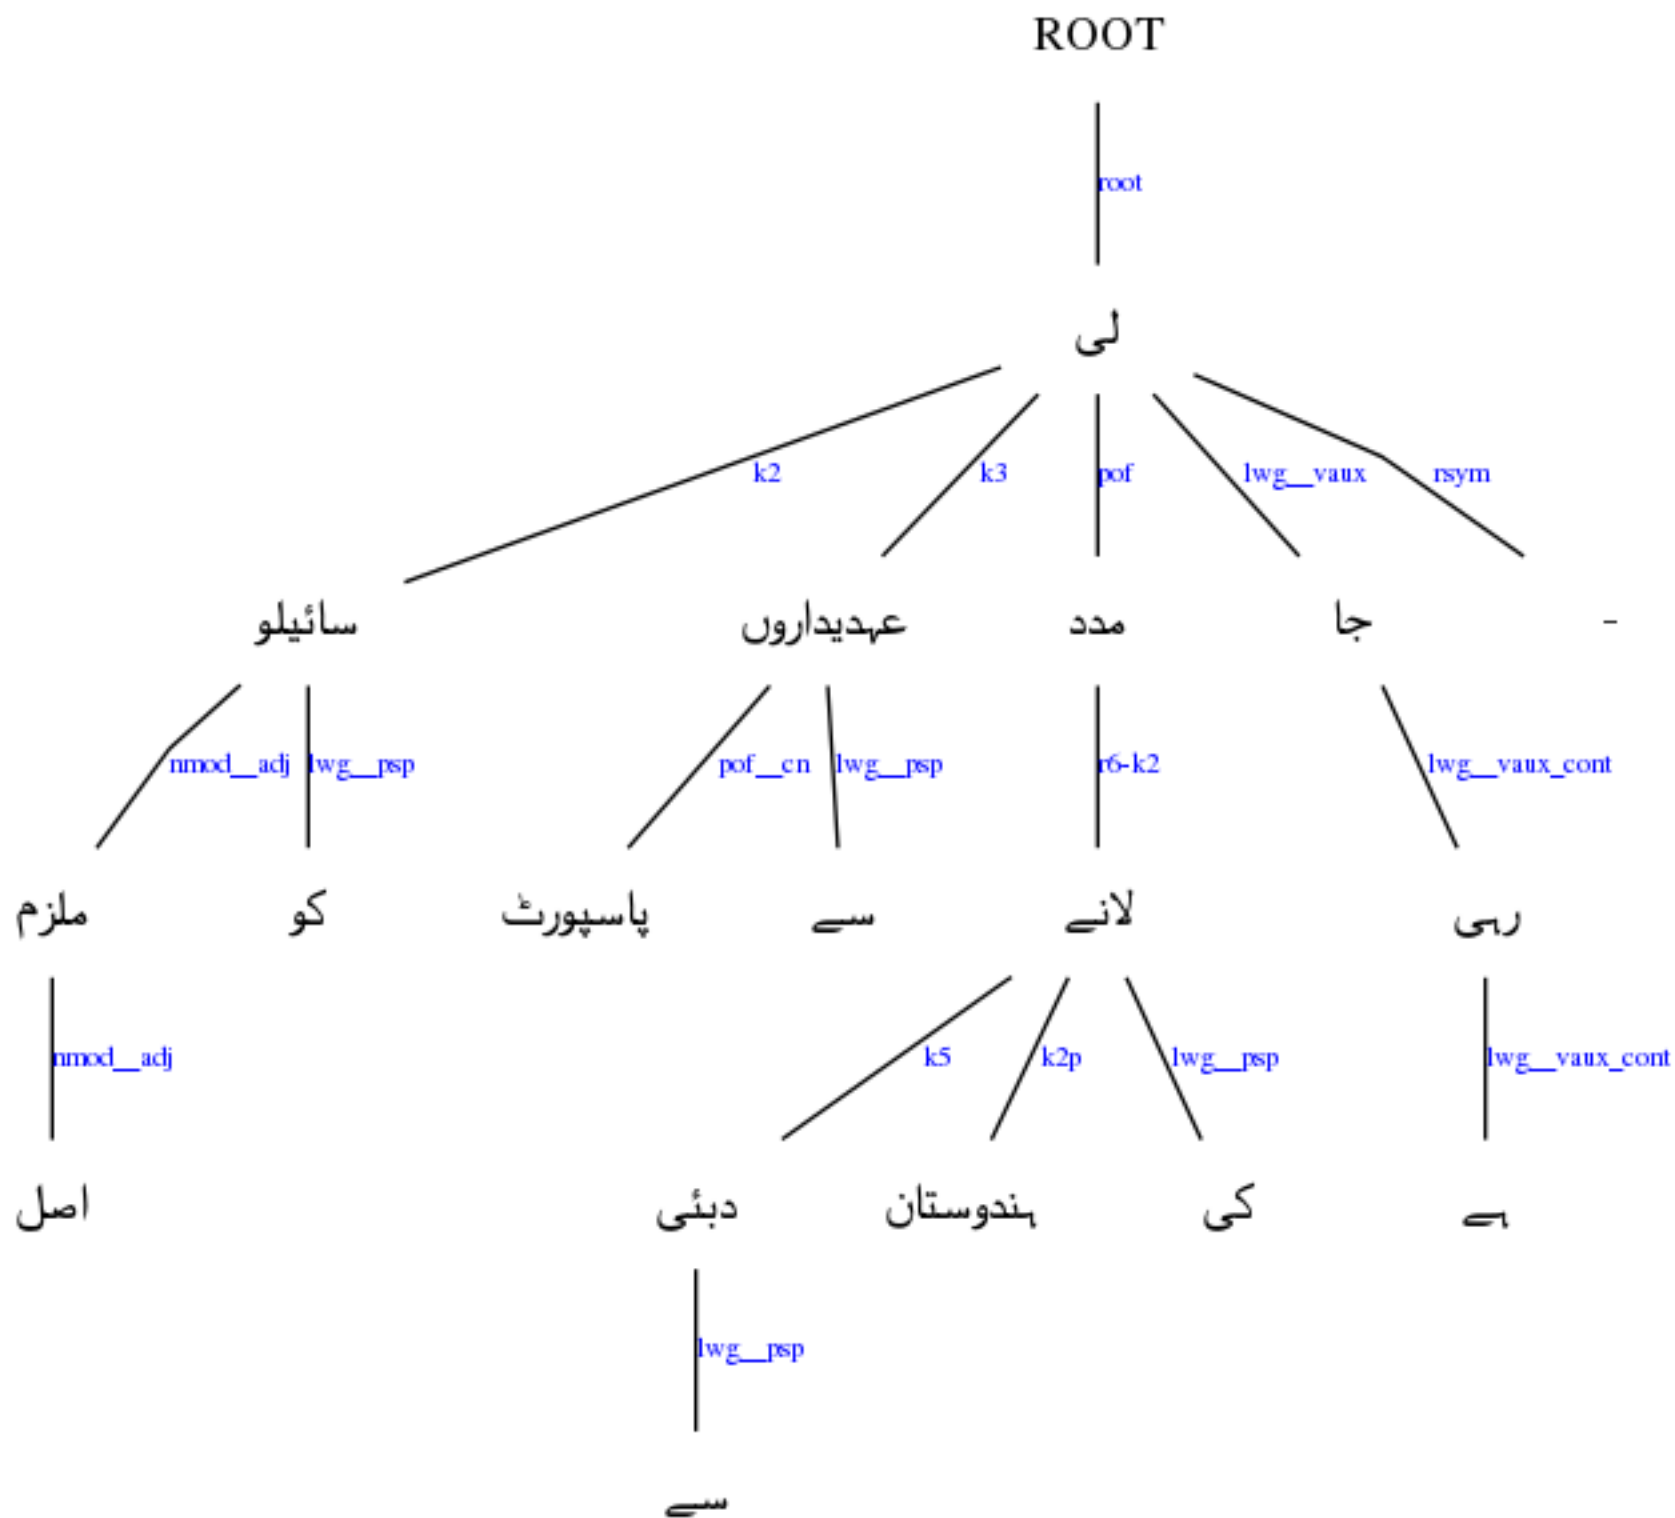 ROOT
root
لی
k2 k3 pof lwg__vaux rsym
سائیلو عہدیداروں مدد جا -
nmod__adj lwg__psp pof__cn lwg__psp r6-k2 lwg__vaux_cont
ملزم کو پاسپورٹ سے لانے رہی
nmod__adj k5 k2p lwg__psp lwg__vaux_cont
اصل دبئی ہندوستان کی ہے
lwg__psp
سے